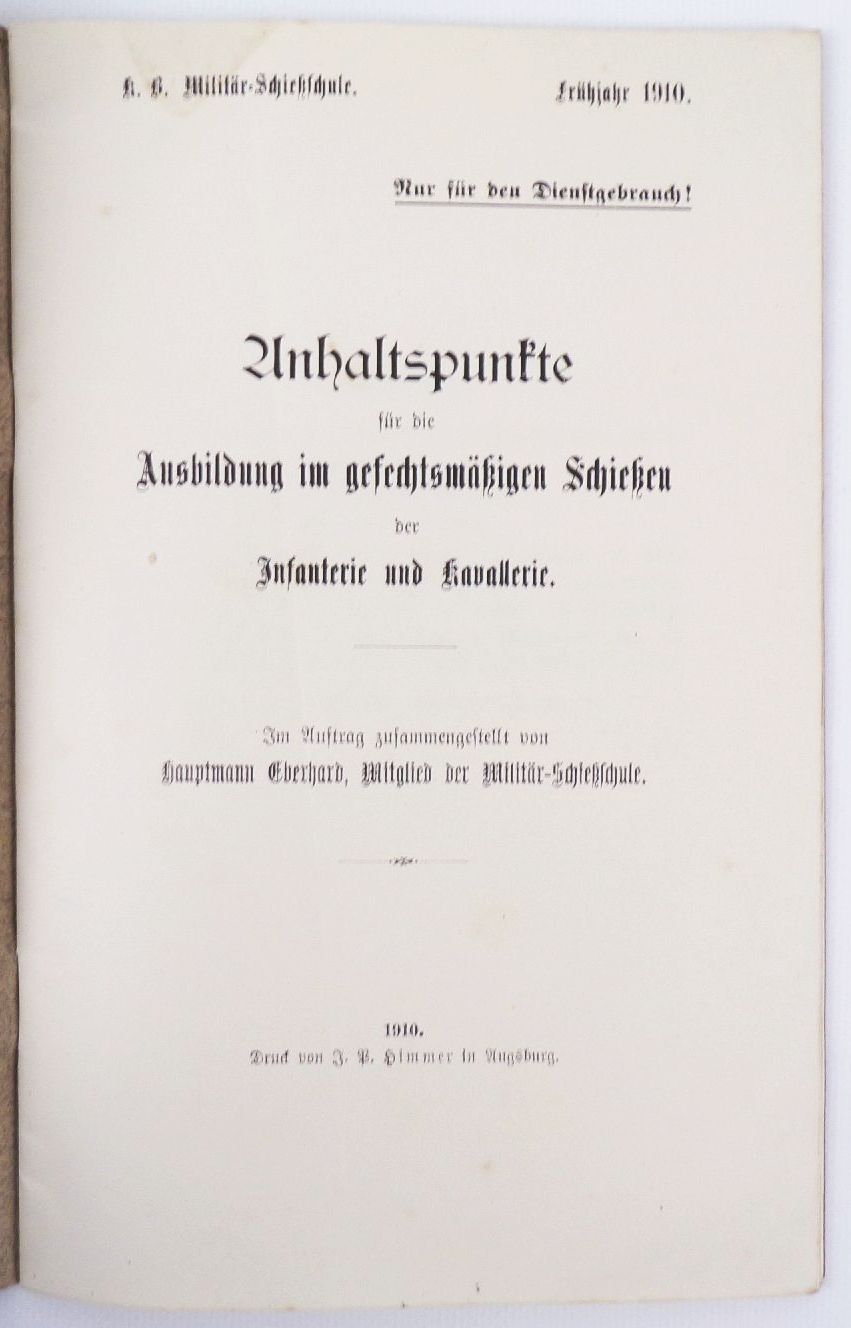 K. B. Militär-Schießschule. Frühjahr 1910.
Nur für den Dienstgebrauch!
Anhaltspunkte
für die
Ausbildung im gefechtsmäßigen Schießen
der
Infanterie und Kavallerie.
Im Auftrag zusammengestellt von
Hauptmann Eberhard, Mitglied der Militär-Schießschule.
1910.
Druck von J. P. Himmer in Augsburg.